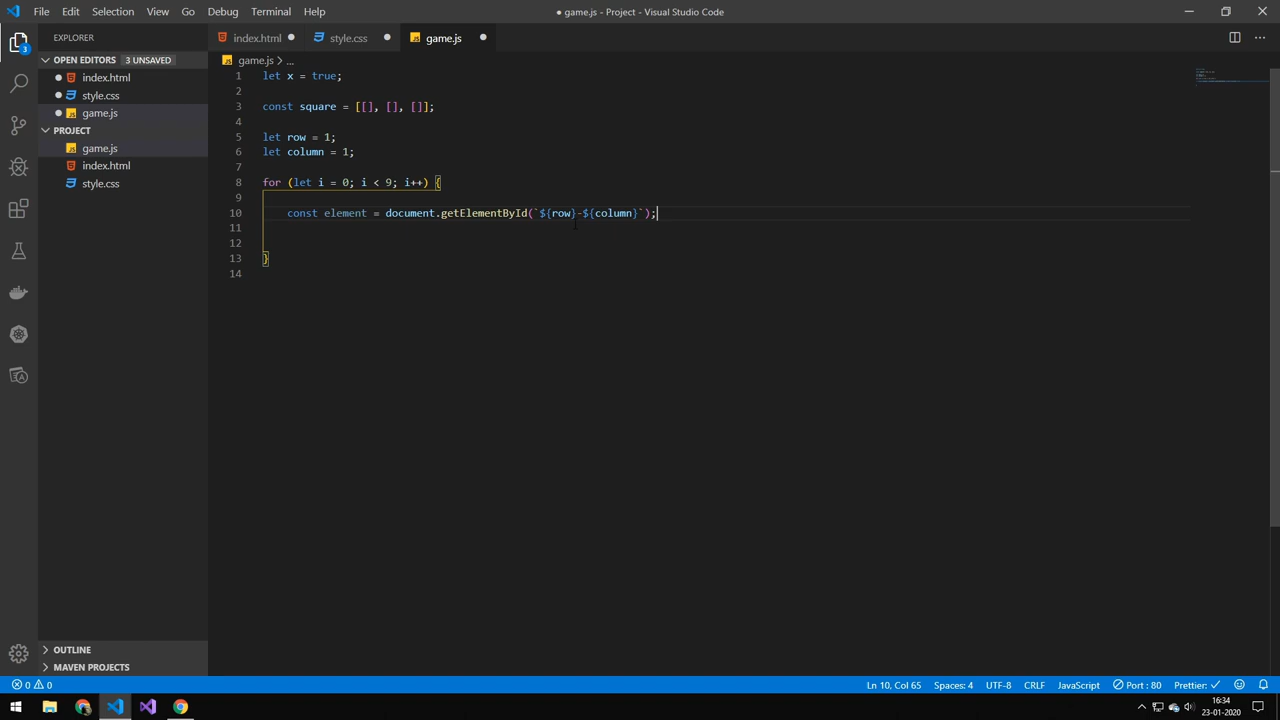 File Edit Selection View Go Debug Terminal Help
● game.js - Project - Visual Studio Code
EXPLORER
index.html
style.css
game.js
OPEN EDITORS 3 UNSAVED
index.html
style.css
game.js
PROJECT
game.js
index.html
style.css
OUTLINE
MAVEN PROJECTS
3
game.js > ...
1 let x = true;
2
3 const square = [[], [], []];
4
5 let row = 1;
6 let column = 1;
7
8 for (let i = 0; i < 9; i++) {
9
10 const element = document.getElementById(`${row}-${column}`);
11
12
13 }
14
0 0 Ln 10, Col 65 Spaces: 4 UTF-8 CRLF JavaScript Port : 80 Prettier: ✓
16:34
23-01-2020